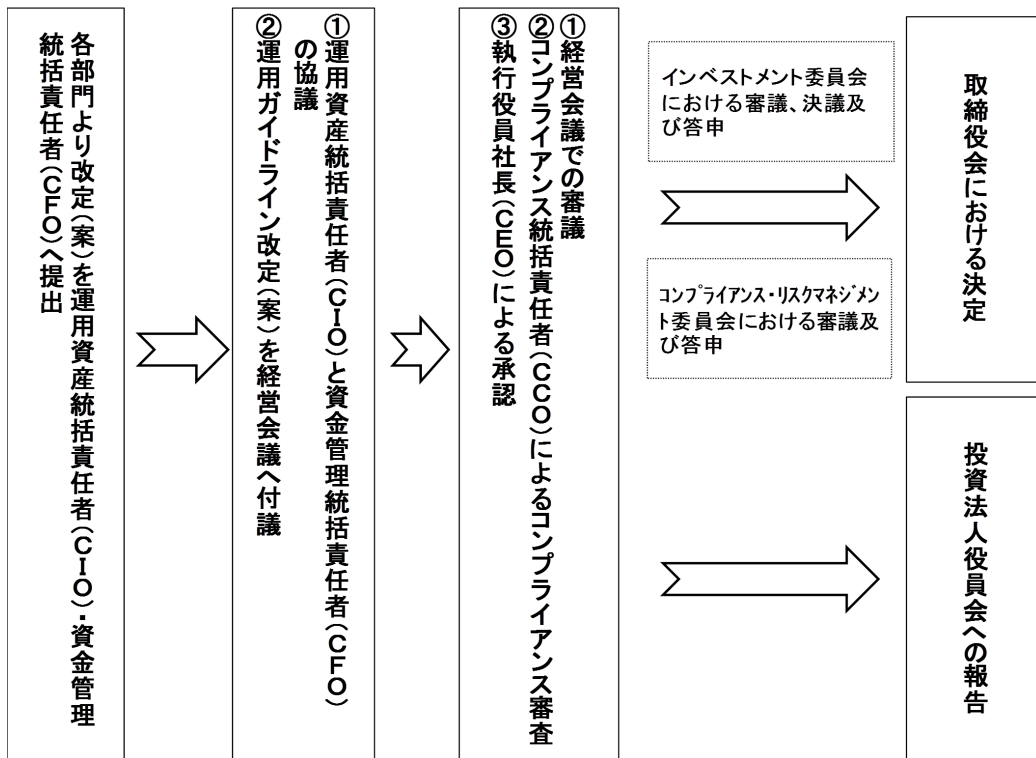 各部門より改定(案)を運用資産統括責任者(CIO)・資金管理
統括責任者(CFO)へ提出
①運用資産統括責任者(CIO)と資金管理統括責任者(CFO)
の協議
②運用ガイドライン改定(案)を経営会議へ付議
①経営会議での審議
②コンプライアンス統括責任者(CCO)によるコンプライアンス審査
③執行役員社長(CEO)による承認
インベストメント委員会
における審議、決議及
び答申
コンプライアンス・リスクマネジメン
ト委員会における審議及
び答申
取締役会における決定
投資法人役員会への報告